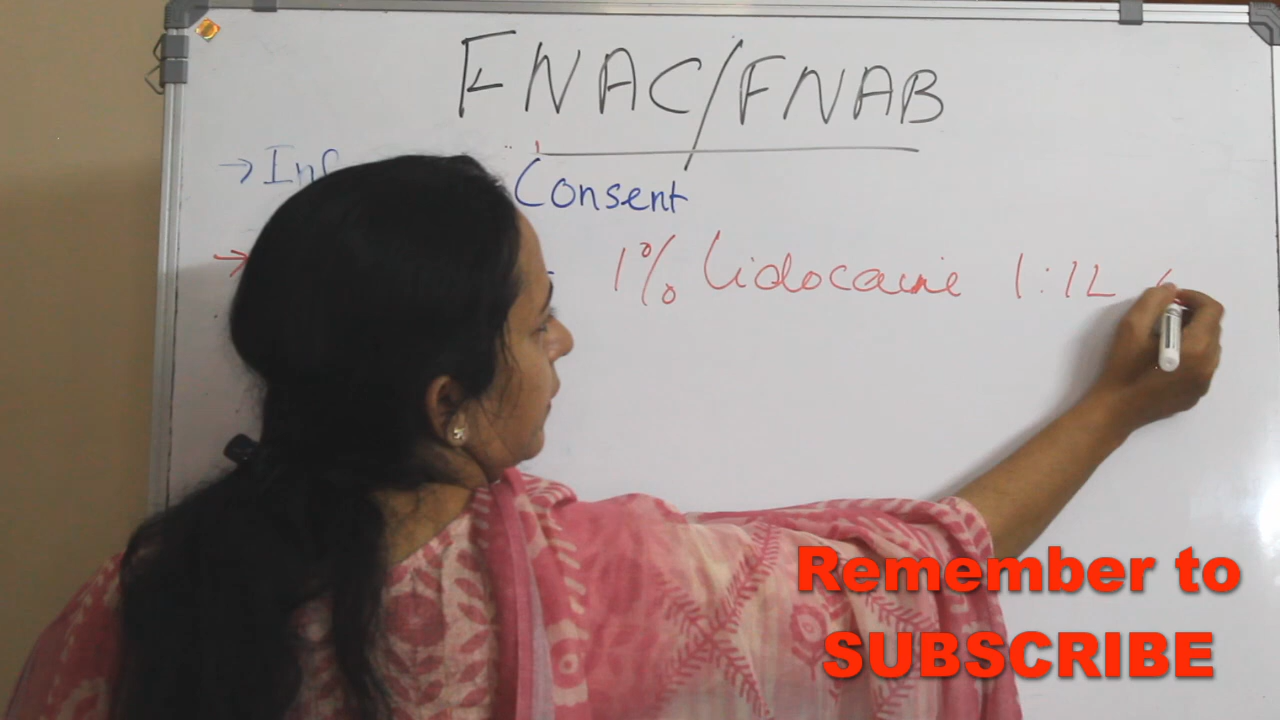 FNAC/FNAB
→ Inf Consent
→ - 1% Lidocaine 1:1L (
Remember to
SUBSCRIBE